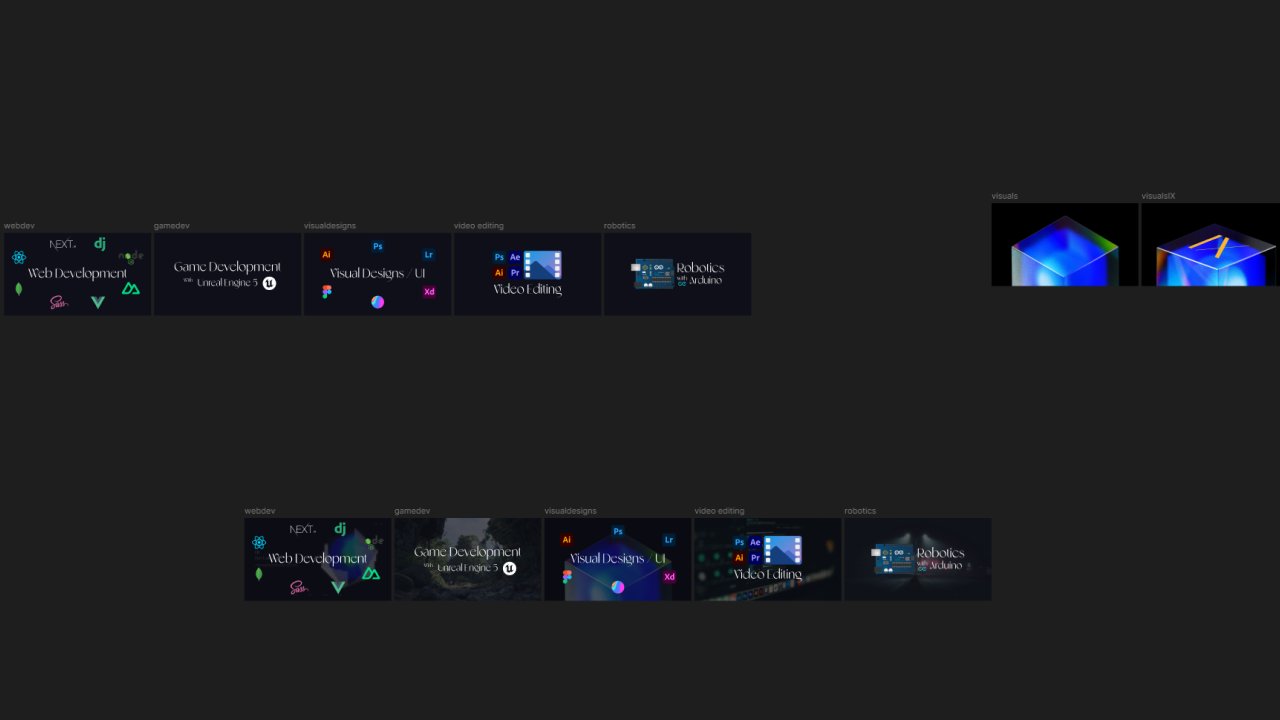 visuals
visualsIX
webdev
gamedev
visualdesigns
video editing
robotics
NEXT.
dj
node
Web Development
Sass
Game Development
With Unreal Engine 5
Ps
Ai
Lr
Visual Designs / UI
Xd
Ps Ae
Ai Pr
Video Editing
Robotics
with
Arduino
webdev
gamedev
visualdesigns
video editing
robotics
NEXT.
dj
Web Development
Sass
Game Development
With Unreal Engine 5
Ps
Ai
Lr
Visual Designs / UI
Xd
Ps Ae
Ai Pr
Video Editing
Robotics
with
Arduino